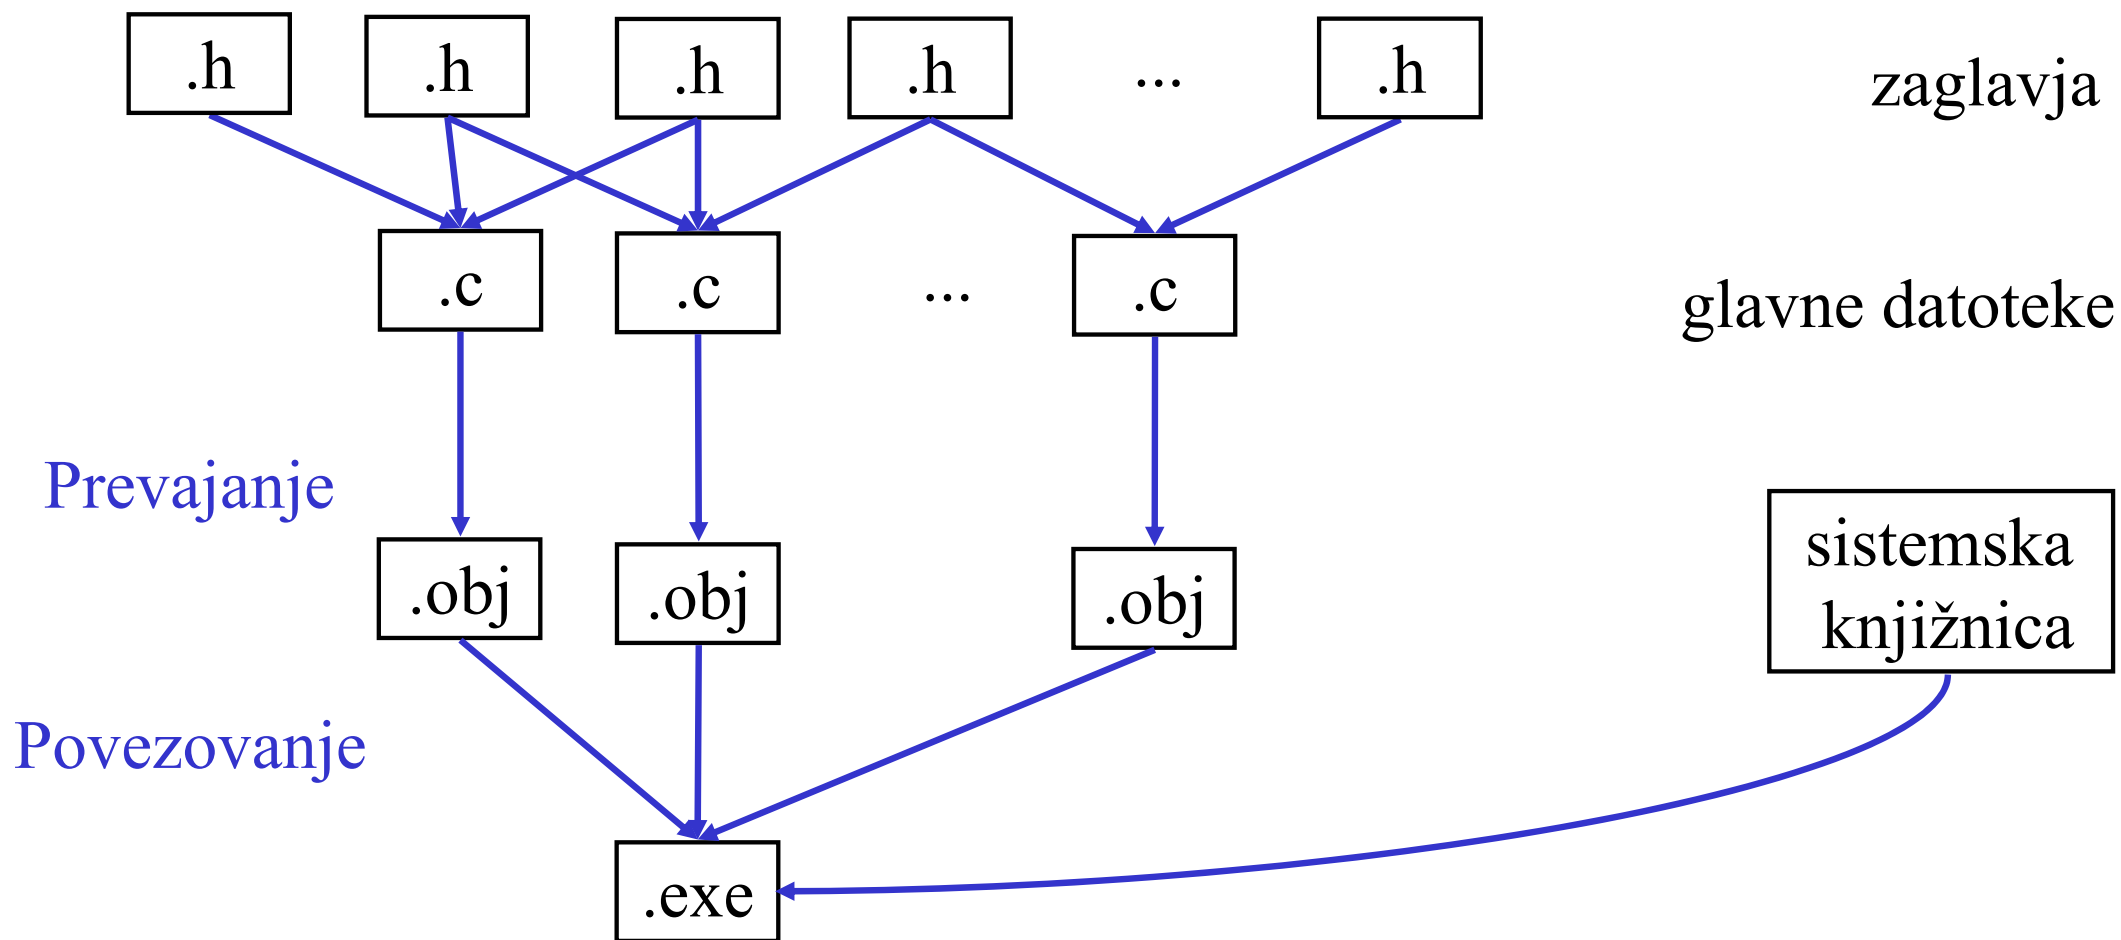 .h .h .h .h ... .h zaglavja
.c .c ... .c glavne datoteke
Prevajanje
sistemska
knjižnica
.obj .obj .obj
Povezovanje
.exe